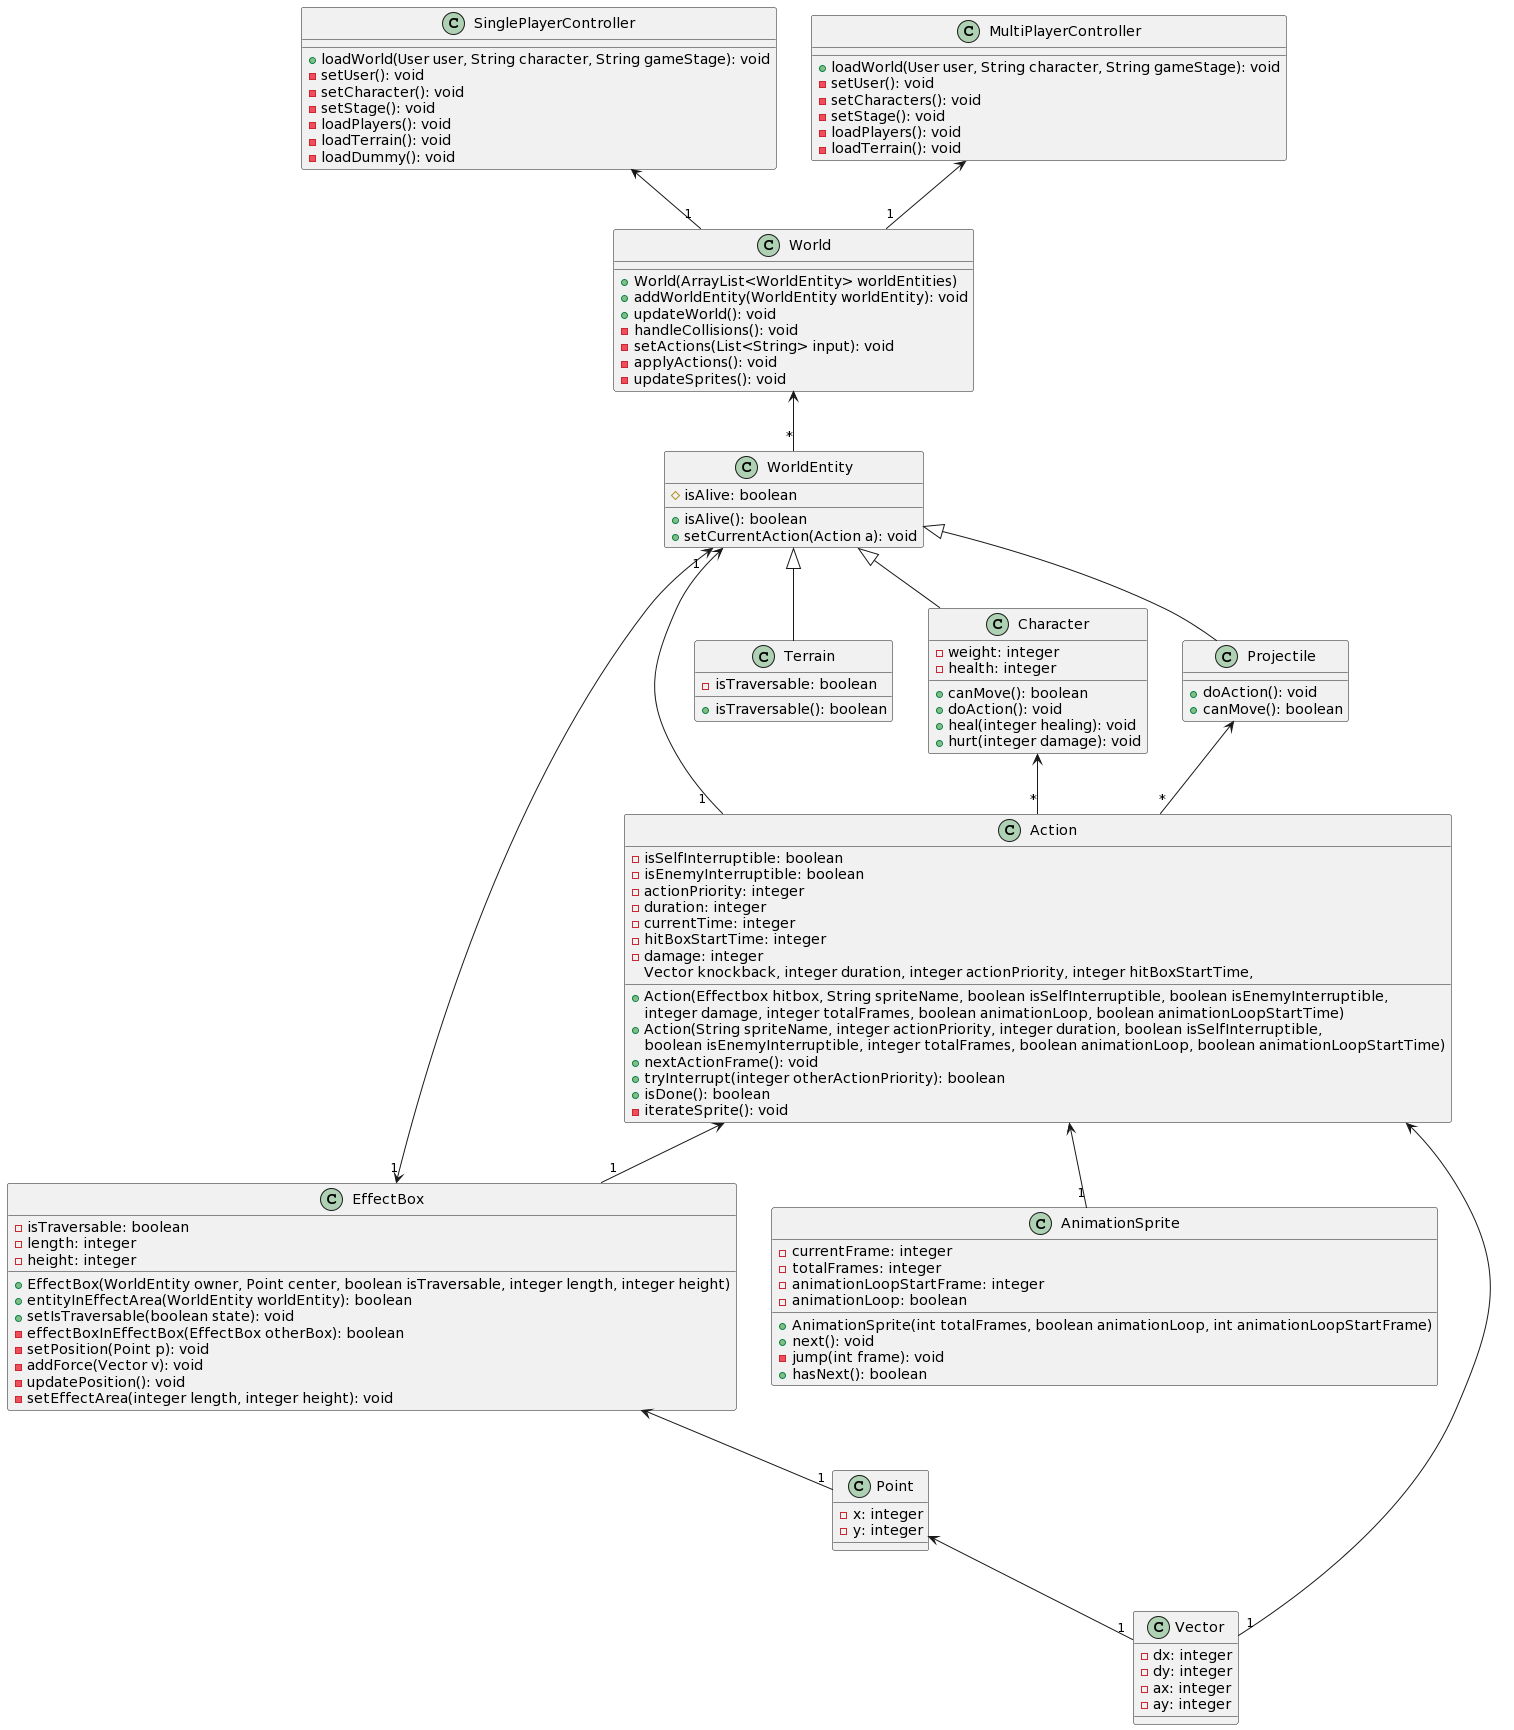 C SinglePlayerController
loadWorld(User user, String character, String gameStage): void
setUser(): void
setCharacter(): void
setStage(): void
loadPlayers(): void
loadTerrain(): void
loadDummy(): void
C MultiPlayerController
loadWorld(User user, String character, String gameStage): void
setUser(): void
setCharacters(): void
setStage(): void
loadPlayers(): void
loadTerrain(): void
1
1
C World
World(ArrayList<WorldEntity> worldEntities)
addWorldEntity(WorldEntity worldEntity): void
updateWorld(): void
handleCollisions(): void
setActions(List<String> input): void
applyActions(): void
updateSprites(): void
*
C WorldEntity
isAlive: boolean
isAlive(): boolean
setCurrentAction(Action a): void
1
C Terrain
isTraversable: boolean
isTraversable(): boolean
C Character
weight: integer
health: integer
canMove(): boolean
doAction(): void
heal(integer healing): void
hurt(integer damage): void
C Projectile
doAction(): void
canMove(): boolean
1
*
*
C Action
isSelfInterruptible: boolean
isEnemyInterruptible: boolean
actionPriority: integer
duration: integer
currentTime: integer
hitBoxStartTime: integer
damage: integer
Vector knockback, integer duration, integer actionPriority, integer hitBoxStartTime,
Action(Effectbox hitbox, String spriteName, boolean isSelfInterruptible, boolean isEnemyInterruptible,
integer damage, integer totalFrames, boolean animationLoop, boolean animationLoopStartTime)
Action(String spriteName, integer actionPriority, integer duration, boolean isSelfInterruptible,
boolean isEnemyInterruptible, integer totalFrames, boolean animationLoop, boolean animationLoopStartTime)
nextActionFrame(): void
tryInterrupt(integer otherActionPriority): boolean
isDone(): boolean
iterateSprite(): void
1
1
1
C EffectBox
isTraversable: boolean
length: integer
height: integer
EffectBox(WorldEntity owner, Point center, boolean isTraversable, integer length, integer height)
entityInEffectArea(WorldEntity worldEntity): boolean
setIsTraversable(boolean state): void
effectBoxInEffectBox(EffectBox otherBox): boolean
setPosition(Point p): void
addForce(Vector v): void
updatePosition(): void
setEffectArea(integer length, integer height): void
C AnimationSprite
currentFrame: integer
totalFrames: integer
animationLoopStartFrame: integer
animationLoop: boolean
AnimationSprite(int totalFrames, boolean animationLoop, int animationLoopStartFrame)
next(): void
jump(int frame): void
hasNext(): boolean
1
C Point
x: integer
y: integer
1
1
C Vector
dx: integer
dy: integer
ax: integer
ay: integer